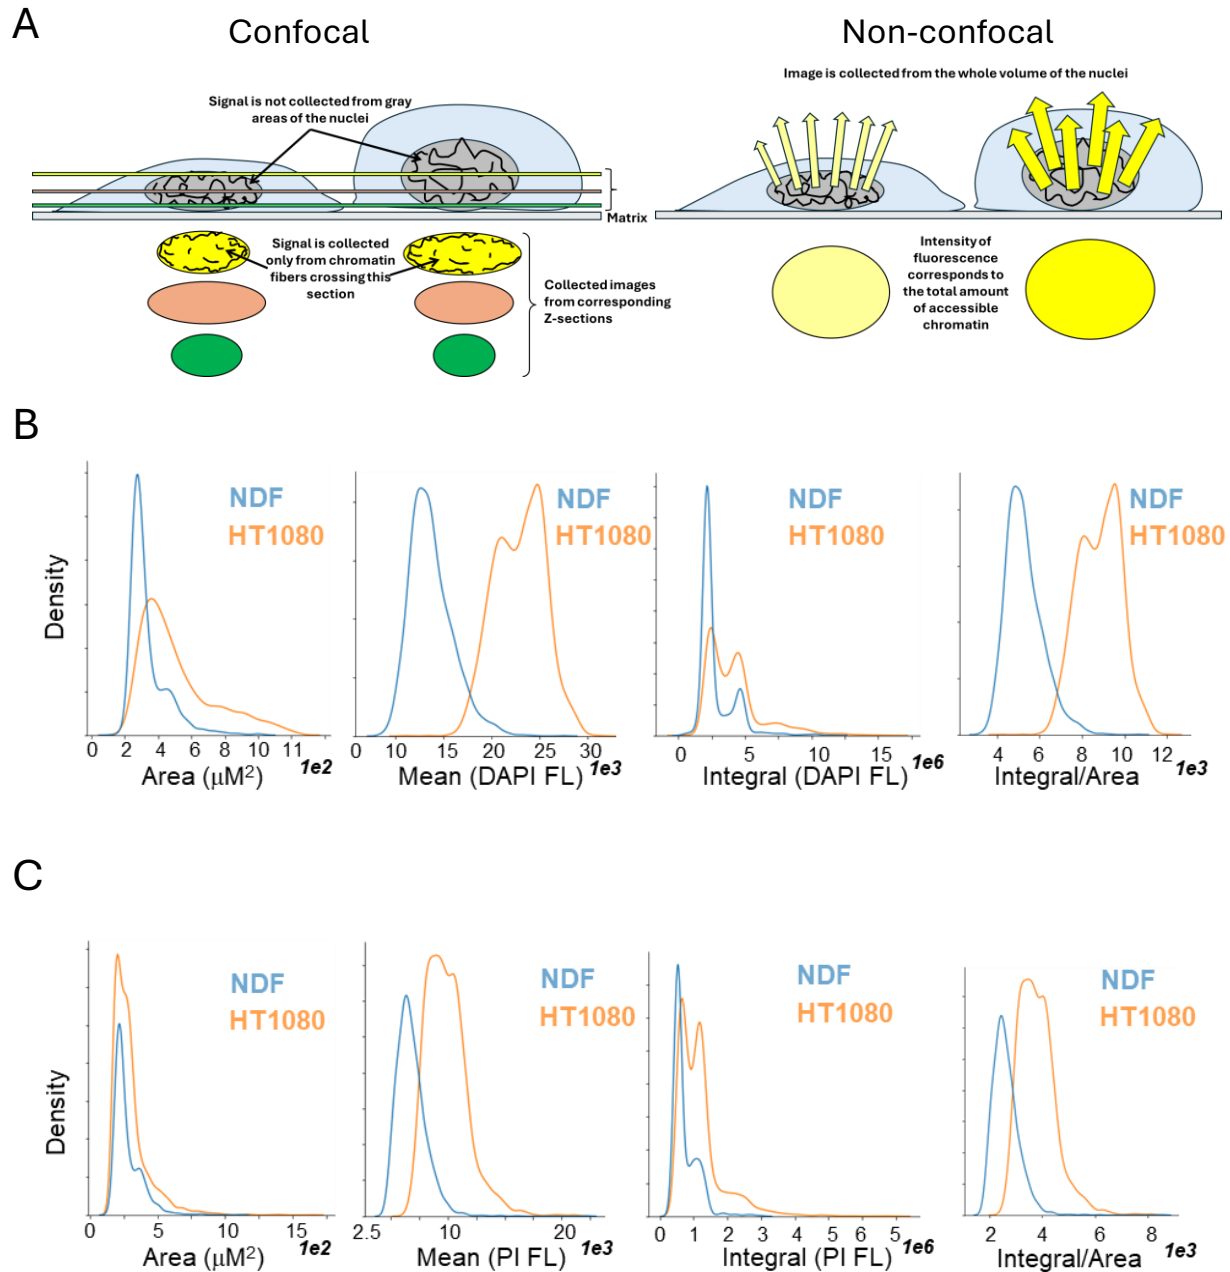 A
Confocal
Non-confocal
Signal is not collected from gray
areas of the nuclei
Image is collected from the whole volume of the nuclei
Matrix
Signal is collected
only from chromatin
fibers crossing this
section
Collected images
from corresponding
Z-sections
Intensity of
fluorescence
corresponds to
the total amount
of accessible
chromatin
B
Density
NDF
HT1080
0 2 4 6 8 10 11
Area (μM²) 1e2
NDF
HT1080
0 10 15 20 25 30
Mean (DAPI FL) 1e3
NDF
HT1080
0 5 10 15
Integral (DAPI FL) 1e6
NDF
HT1080
4 6 8 10 12
Integral/Area 1e3
C
Density
NDF
HT1080
0 5 10 15
Area (μM²) 1e2
NDF
HT1080
2.5 10 20
Mean (PI FL) 1e3
NDF
HT1080
0 1 2 3 4 5
Integral (PI FL) 1e6
NDF
HT1080
2 4 6 8
Integral/Area 1e3